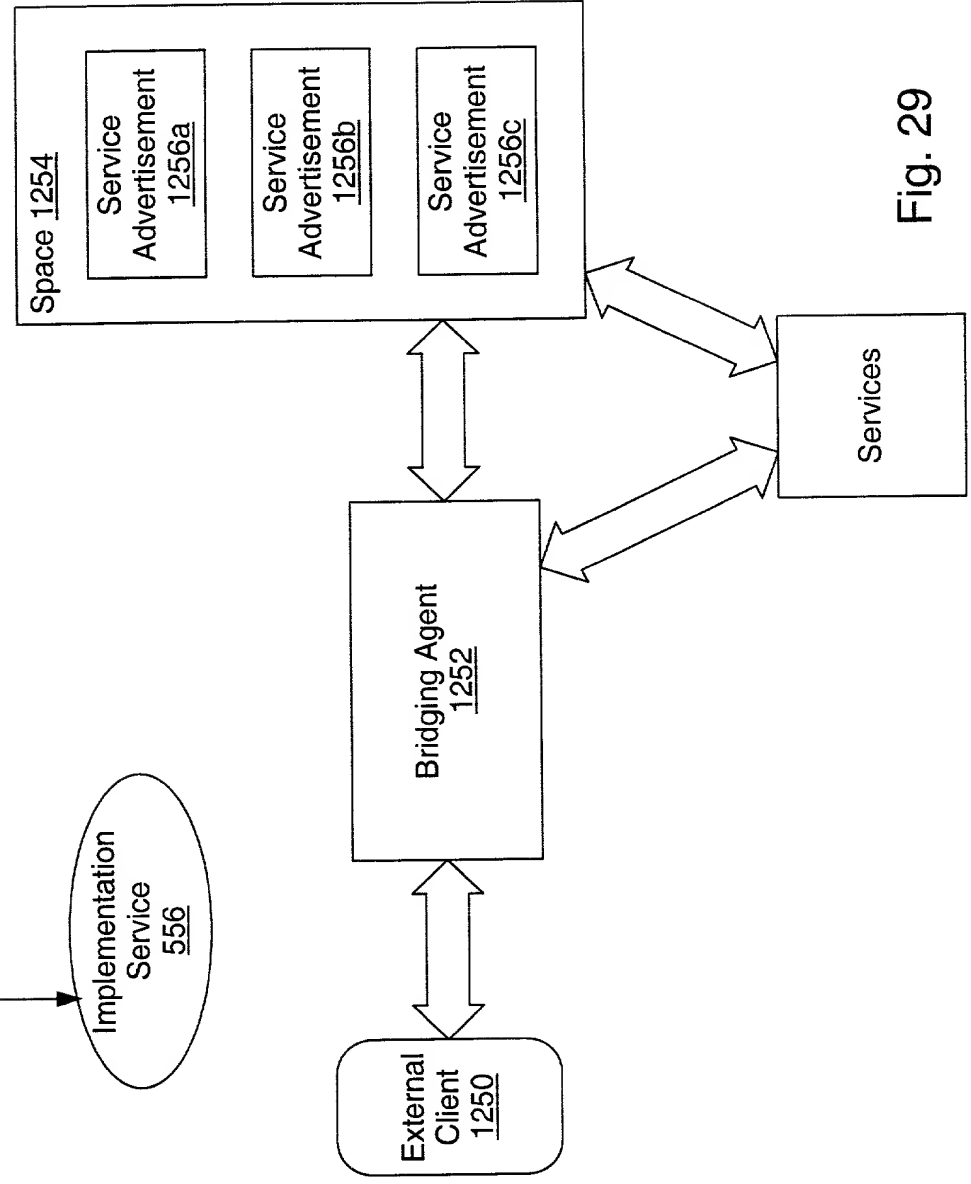 Implementation
Service
556
External
Client
1250
Bridging Agent
1252
Space 1254
Service
Advertisement
1256a
Service
Advertisement
1256b
Service
Advertisement
1256c
Services
Fig. 29